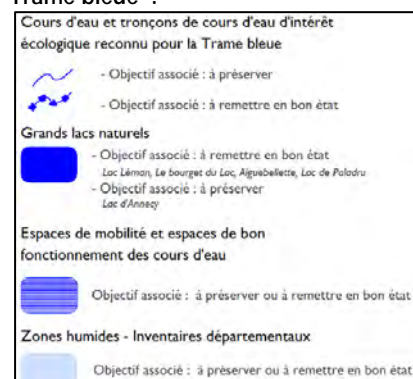 Trame bleue :
Cours d'eau et tronçons de cours d'eau d'intérêt
écologique reconnu pour la Trame bleue
- Objectif associé : à préserver
- Objectif associé : à remettre en bon état
Grands lacs naturels
- Objectif associé : à remettre en bon état
Lac Léman, Le bourget du Lac, Aiguebellette, Lac de Paladru
- Objectif associé : à préserver
Lac d'Annecy
Espaces de mobilité et espaces de bon
fonctionnement des cours d'eau
Objectif associé : à préserver ou à remettre en bon état
Zones humides - Inventaires départementaux
Objectif associé : à préserver ou à remettre en bon état